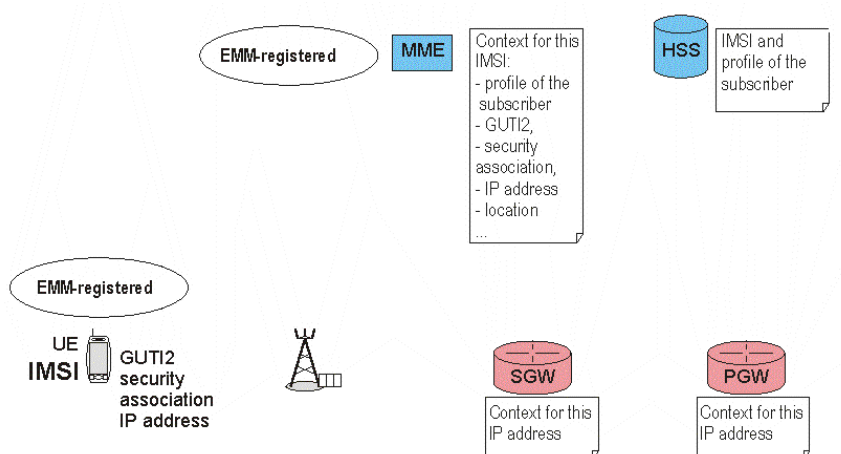 EMM-registered
MME
Context for this
IMSI:
- profile of the
subscriber
- GUTI2,
- security
association,
- IP address
- location
...
HSS
IMSI and
profile of the
subscriber
EMM-registered
UE
IMSI
GUTI2
security
association
IP address
SGW
Context for this
IP address
PGW
Context for this
IP address